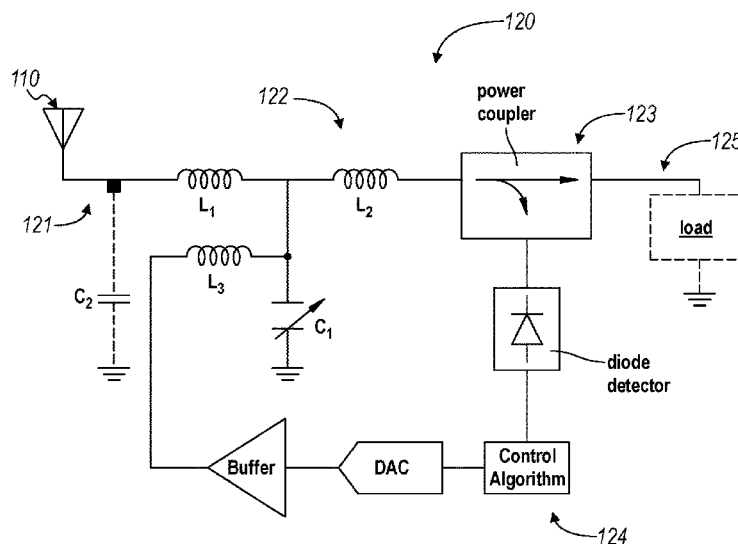 120
110
122
power
coupler
123
125
L1
L2
load
121
L3
C2
C1
diode
detector
Buffer
DAC
Control
Algorithm
124